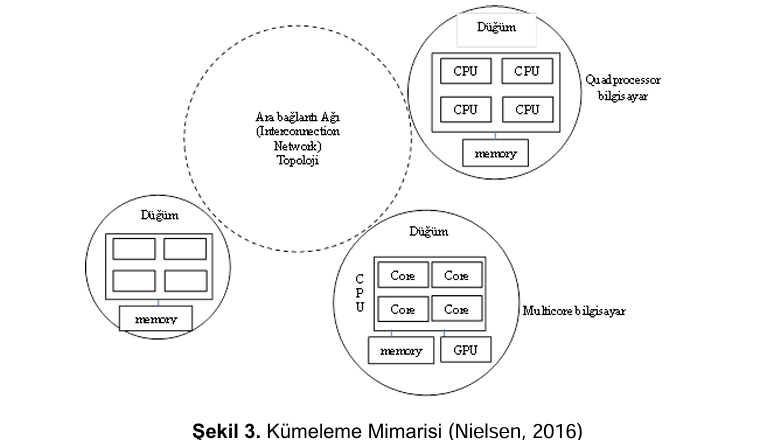 Düğüm
CPU CPU
CPU CPU
memory
Quadprocessor
bilgisayar
Ara bağlantı Ağı
(Interconnection
Network)
Topoloji
Düğüm
memory
Düğüm
C
P
U
Core Core
Core Core
memory GPU
Multicore bilgisayar
Şekil 3. Kümeleme Mimarisi (Nielsen, 2016)